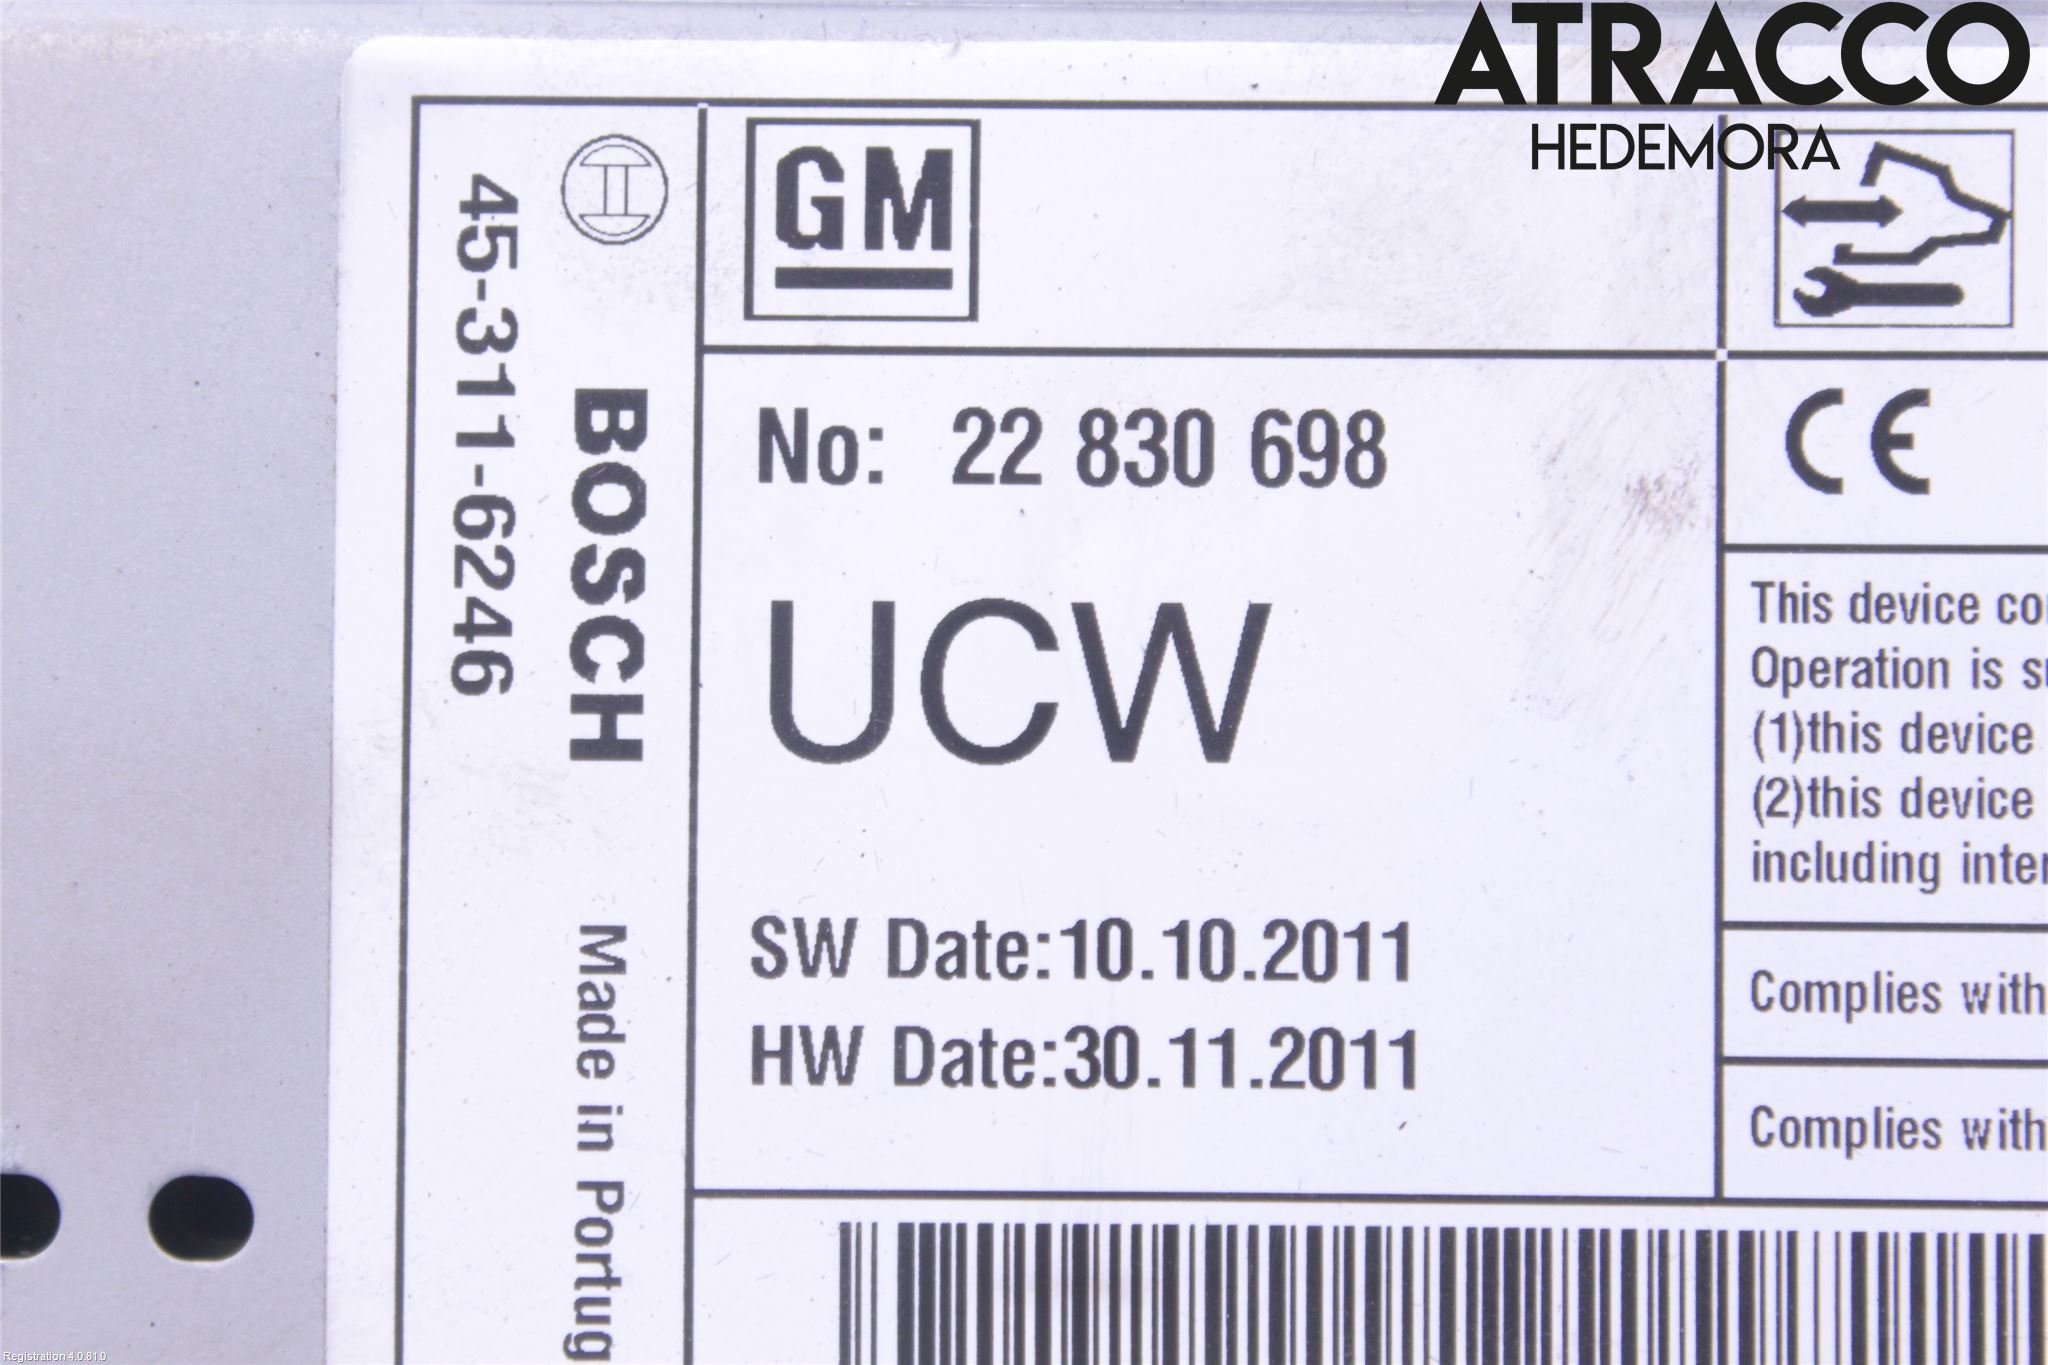 ATRACCO
HEDEMORA
45-311-6246
BOSCH Made in Portug
GM
No: 22 830 698
UCW
SW Date:10.10.2011
HW Date:30.11.2011
CE
This device
Operation is
(1)this device
(2)this device
including
Complies with
Complies with
Registration 4.0.81.0